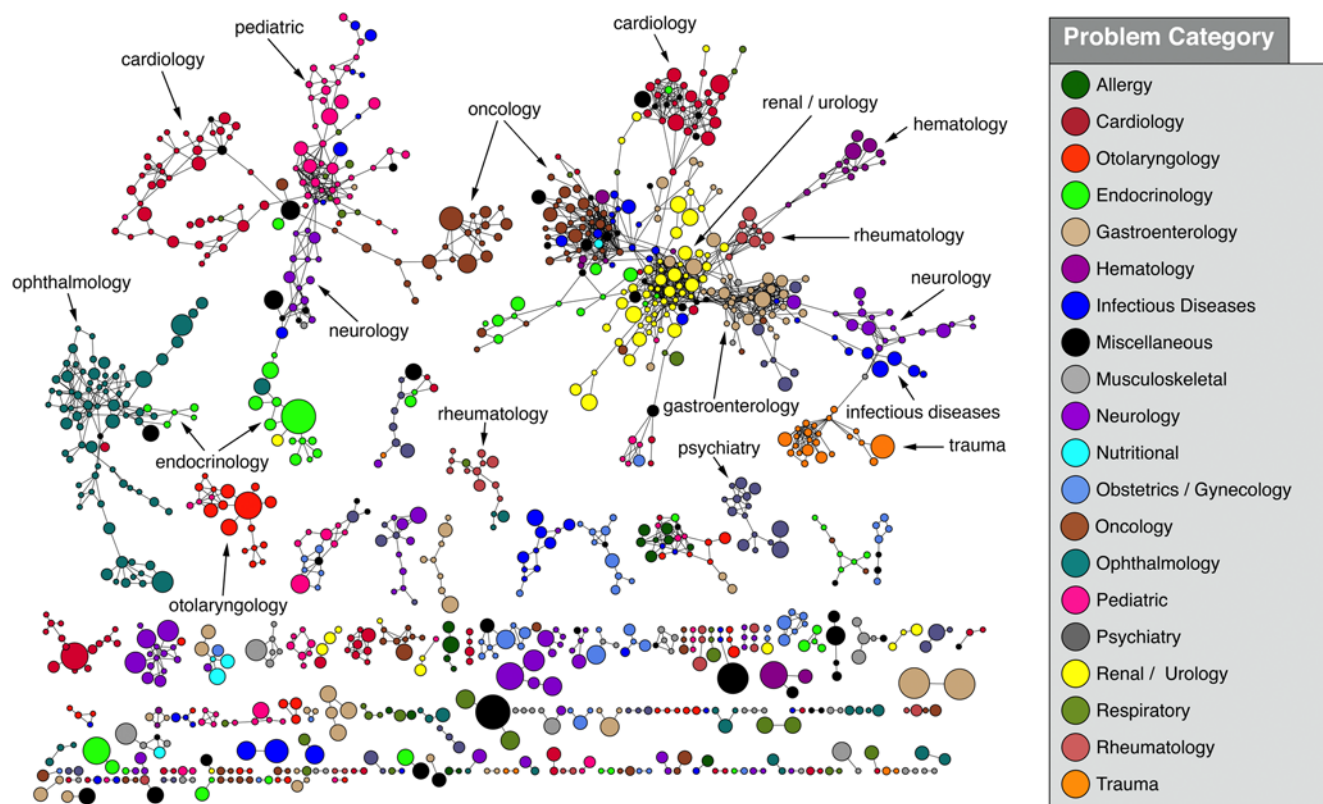 pediatric
cardiology
cardiology
oncology
renal / urology
hematology
rheumatology
ophthalmology
neurology
neurology
gastroenterology
infectious diseases
rheumatology
trauma
psychiatry
endocrinology
otolaryngology
Problem Category
Allergy
Cardiology
Otolaryngology
Endocrinology
Gastroenterology
Hematology
Infectious Diseases
Miscellaneous
Musculoskeletal
Neurology
Nutritional
Obstetrics / Gynecology
Oncology
Ophthalmology
Pediatric
Psychiatry
Renal / Urology
Respiratory
Rheumatology
Trauma